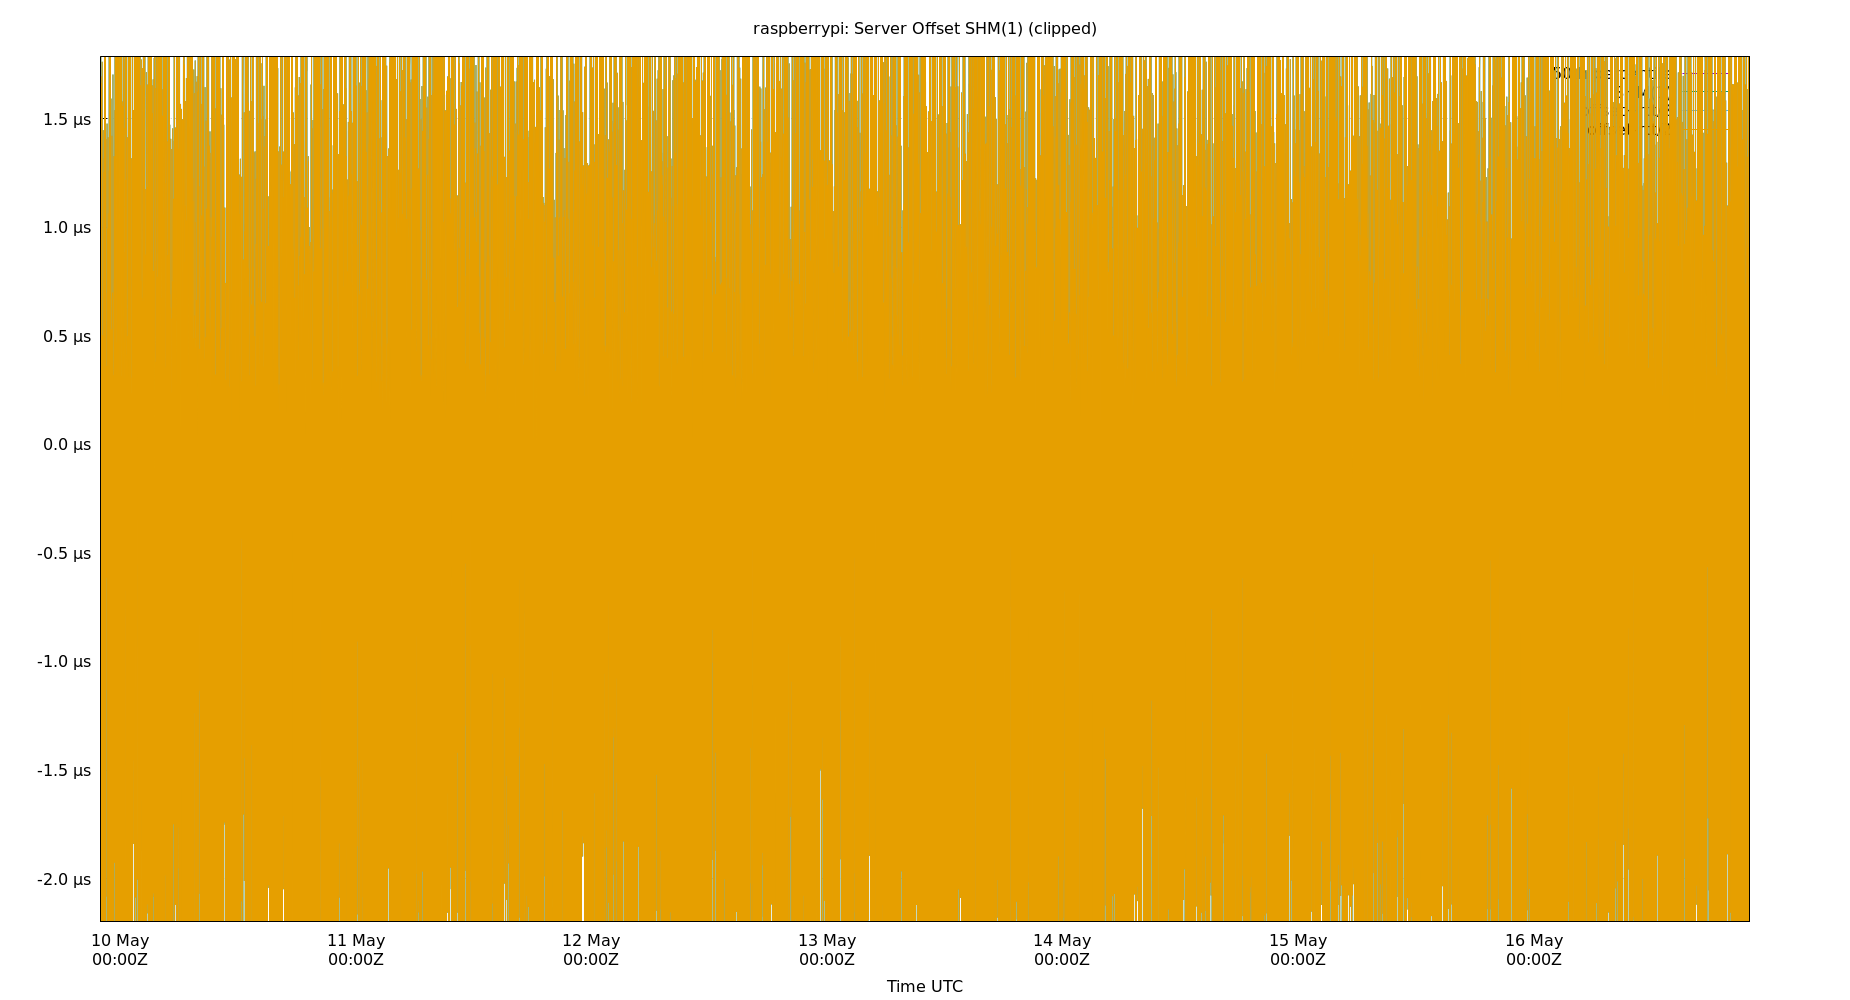 raspberrypi: Server Offset SHM(1) (clipped)
1.5 µs
1.0 µs
0.5 µs
0.0 µs
-0.5 µs
-1.0 µs
-1.5 µs
-2.0 µs
10 May 11 May 12 May 13 May 14 May 15 May 16 May
00:00Z 00:00Z 00:00Z 00:00Z 00:00Z 00:00Z 00:00Z
Time UTC